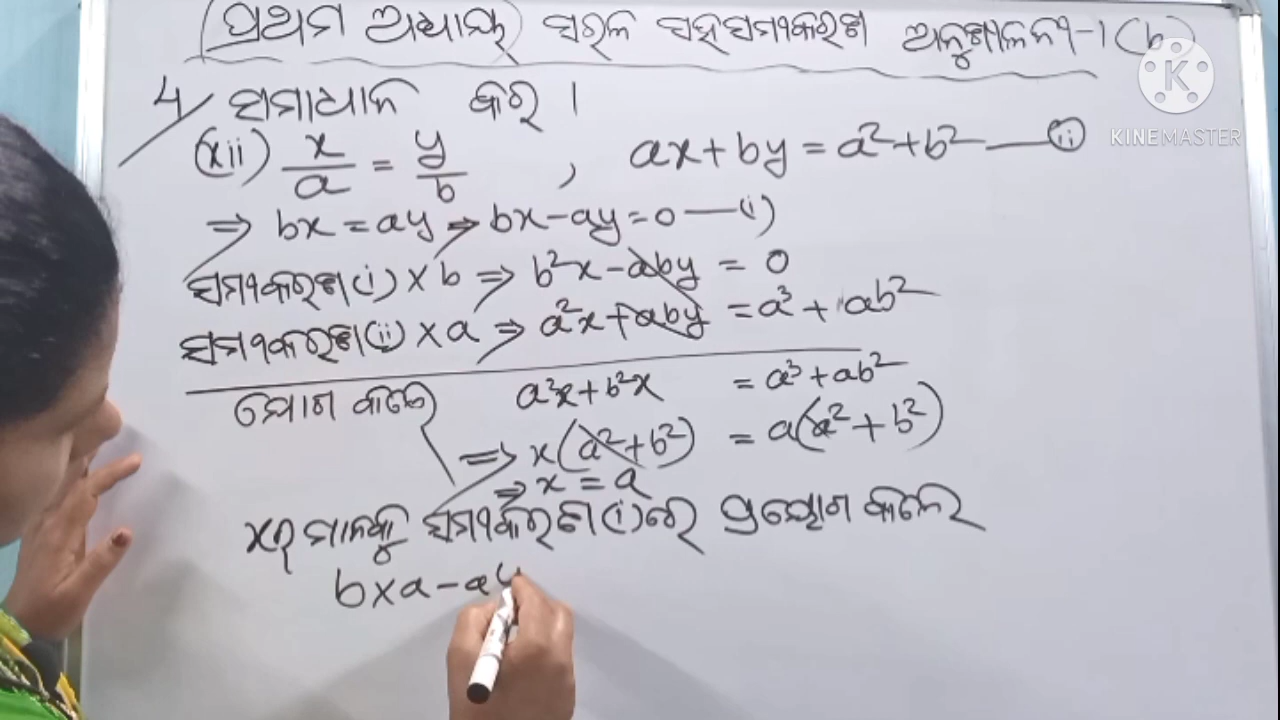 (ପ୍ରଥମ ଅଧ୍ୟାୟ) ସରଳ ସହସମୀକରଣ ଅନୁଶୀଳନୀ-1(b)
KINEMASTER
4/ ସମାଧାନ କର ।
(xii) x/a = y/b , ax+by = a²+b² — (ii)
⇒ bx = ay ⇒ bx-ay=0 — (i)
ସମୀକରଣ(i) × b ⇒ b²x - aby = 0
ସମୀକରଣ(ii) × a ⇒ a²x + aby = a³ + ab²
ଯୋଗ କଲେ a²x + b²x = a³ + ab²
⇒ x(a²+b²) = a(a²+b²)
⇒ x = a
xର ମାନକୁ ସମୀକରଣ(i)ରେ ପ୍ରୟୋଗ କଲେ
b×a-ay